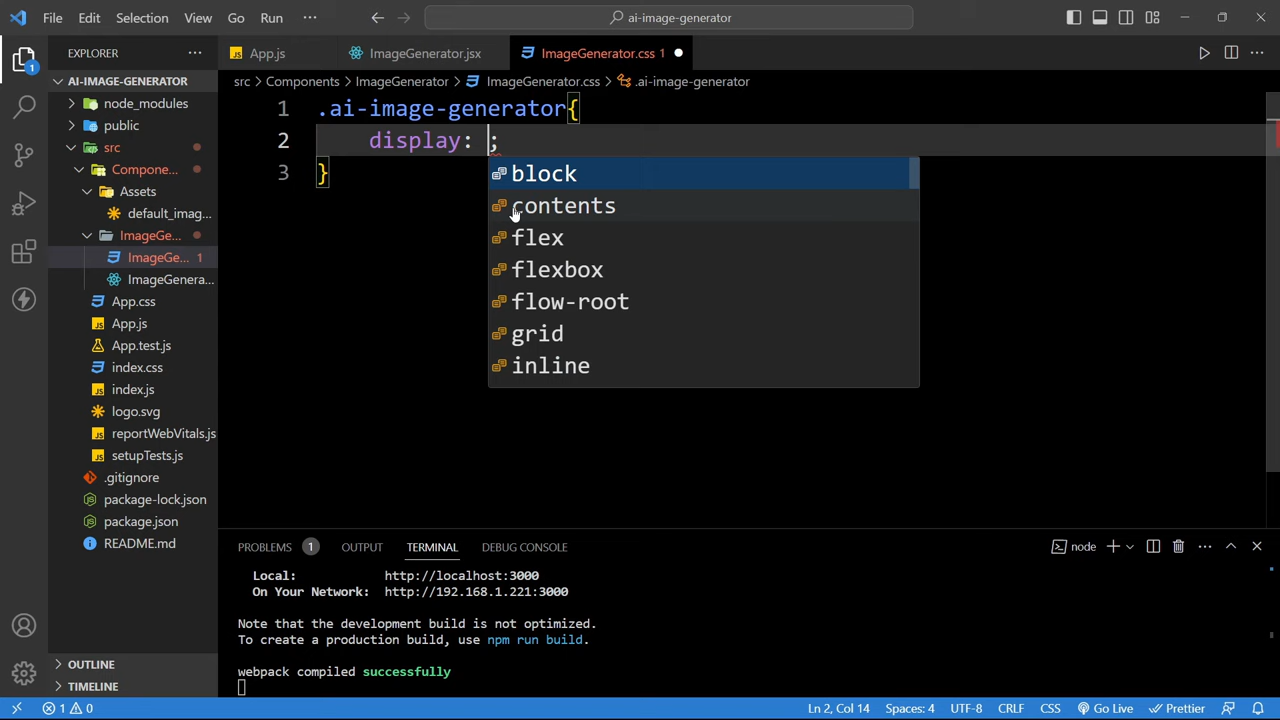 File Edit Selection View Go Run ···
ai-image-generator
EXPLORER
AI-IMAGE-GENERATOR
node_modules
public
src
Compone...
Assets
default_imag...
ImageGe...
ImageGe... 1
ImageGenera...
App.css
App.js
App.test.js
index.css
index.js
logo.svg
reportWebVitals.js
setupTests.js
.gitignore
package-lock.json
package.json
README.md
OUTLINE
TIMELINE
1
App.js ImageGenerator.jsx ImageGenerator.css 1
src > Components > ImageGenerator > ImageGenerator.css > .ai-image-generator
1 .ai-image-generator{
2 display: ;
3 }
block
contents
flex
flexbox
flow-root
grid
inline
PROBLEMS 1 OUTPUT TERMINAL DEBUG CONSOLE node
Local: http://localhost:3000
On Your Network: http://192.168.1.221:3000
Note that the development build is not optimized.
To create a production build, use npm run build.
webpack compiled successfully
1 0 Ln 2, Col 14 Spaces: 4 UTF-8 CRLF CSS Go Live Prettier